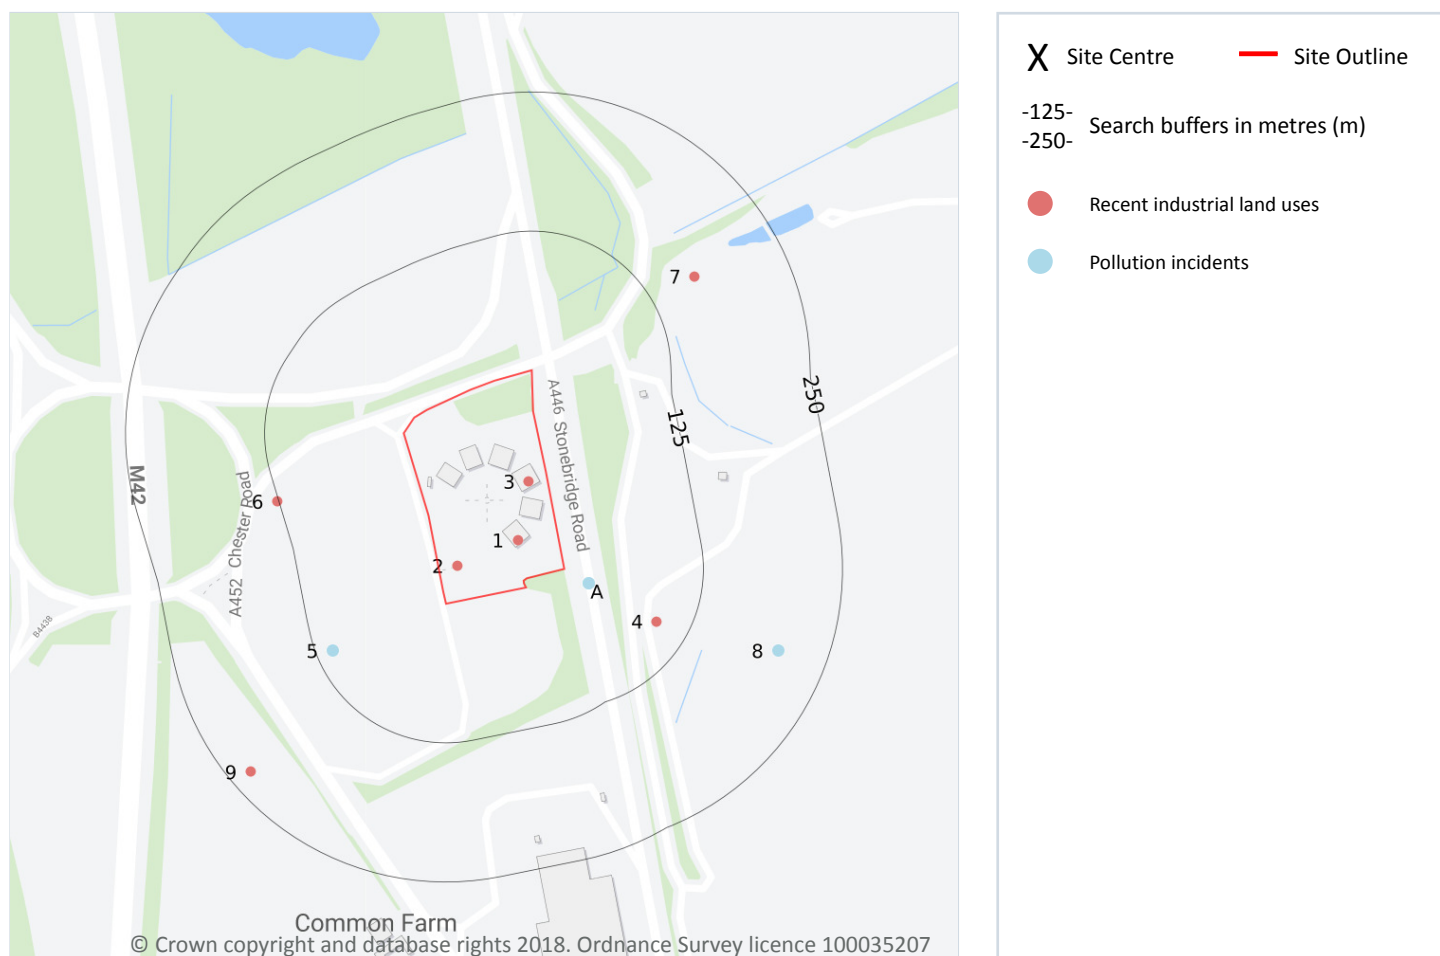 7
250
A446 Stonebridge Road
125
M42
3
6
A452 Chester Road
1
2
A
B4438
4
5
8
9
Common Farm
© Crown copyright and database rights 2018. Ordnance Survey licence 100035207
X Site Centre
Site Outline
-125-
-250-
Search buffers in metres (m)
Recent industrial land uses
Pollution incidents